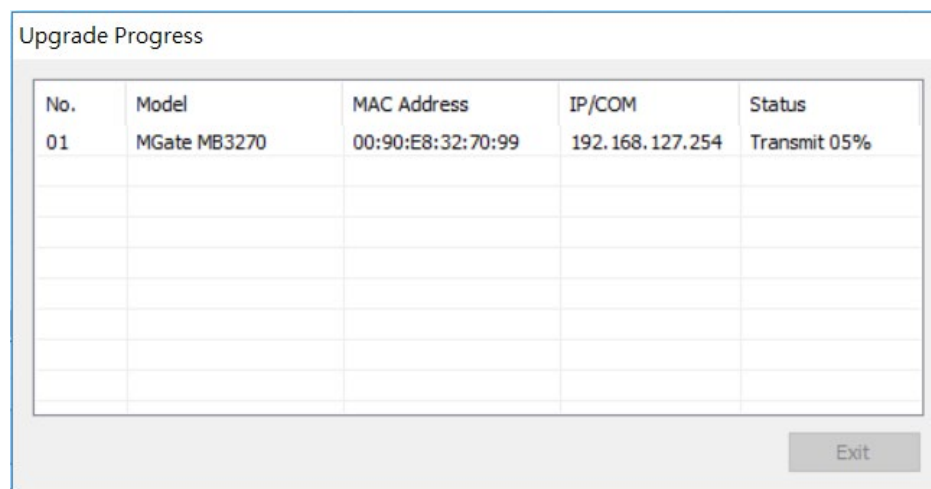 Upgrade Progress
No. Model MAC Address IP/COM Status
01 MGate MB3270 00:90:E8:32:70:99 192.168.127.254 Transmit 05%
Exit